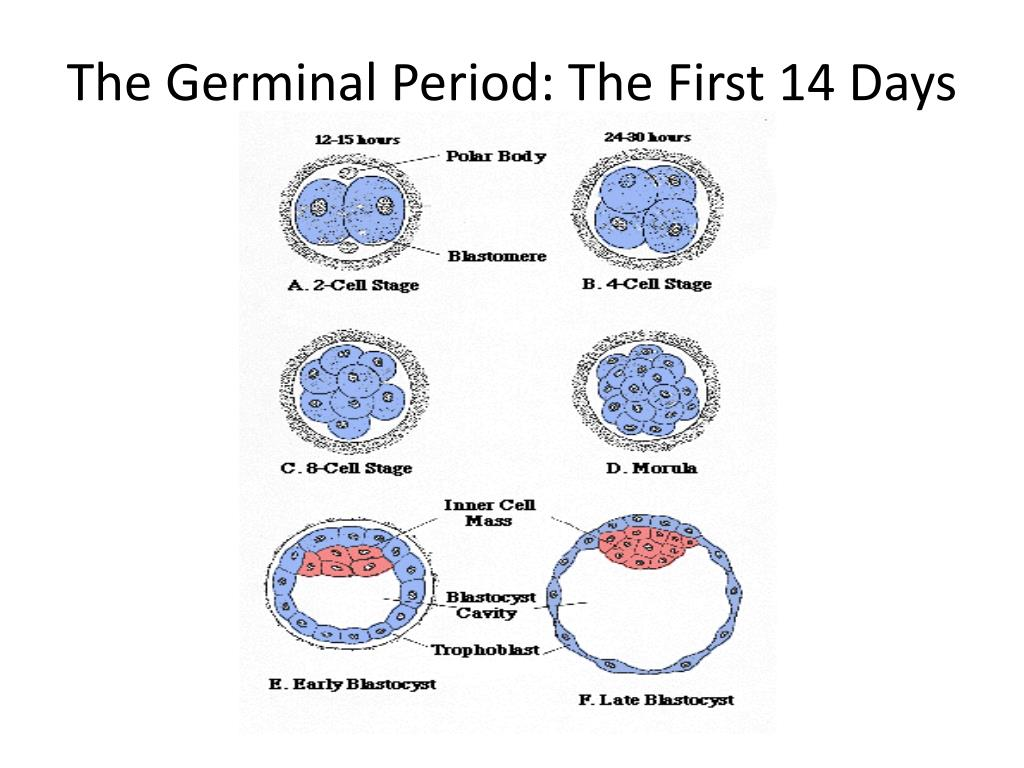 The Germinal Period: The First 14 Days
12-15 hours
24-30 hours
Polar Body
Blastomere
A. 2-Cell Stage
B. 4-Cell Stage
C. 8-Cell Stage
D. Morula
Inner Cell
Mass
Blastocyst
Cavity
Trophoblast
E. Early Blastocyst
F. Late Blastocyst